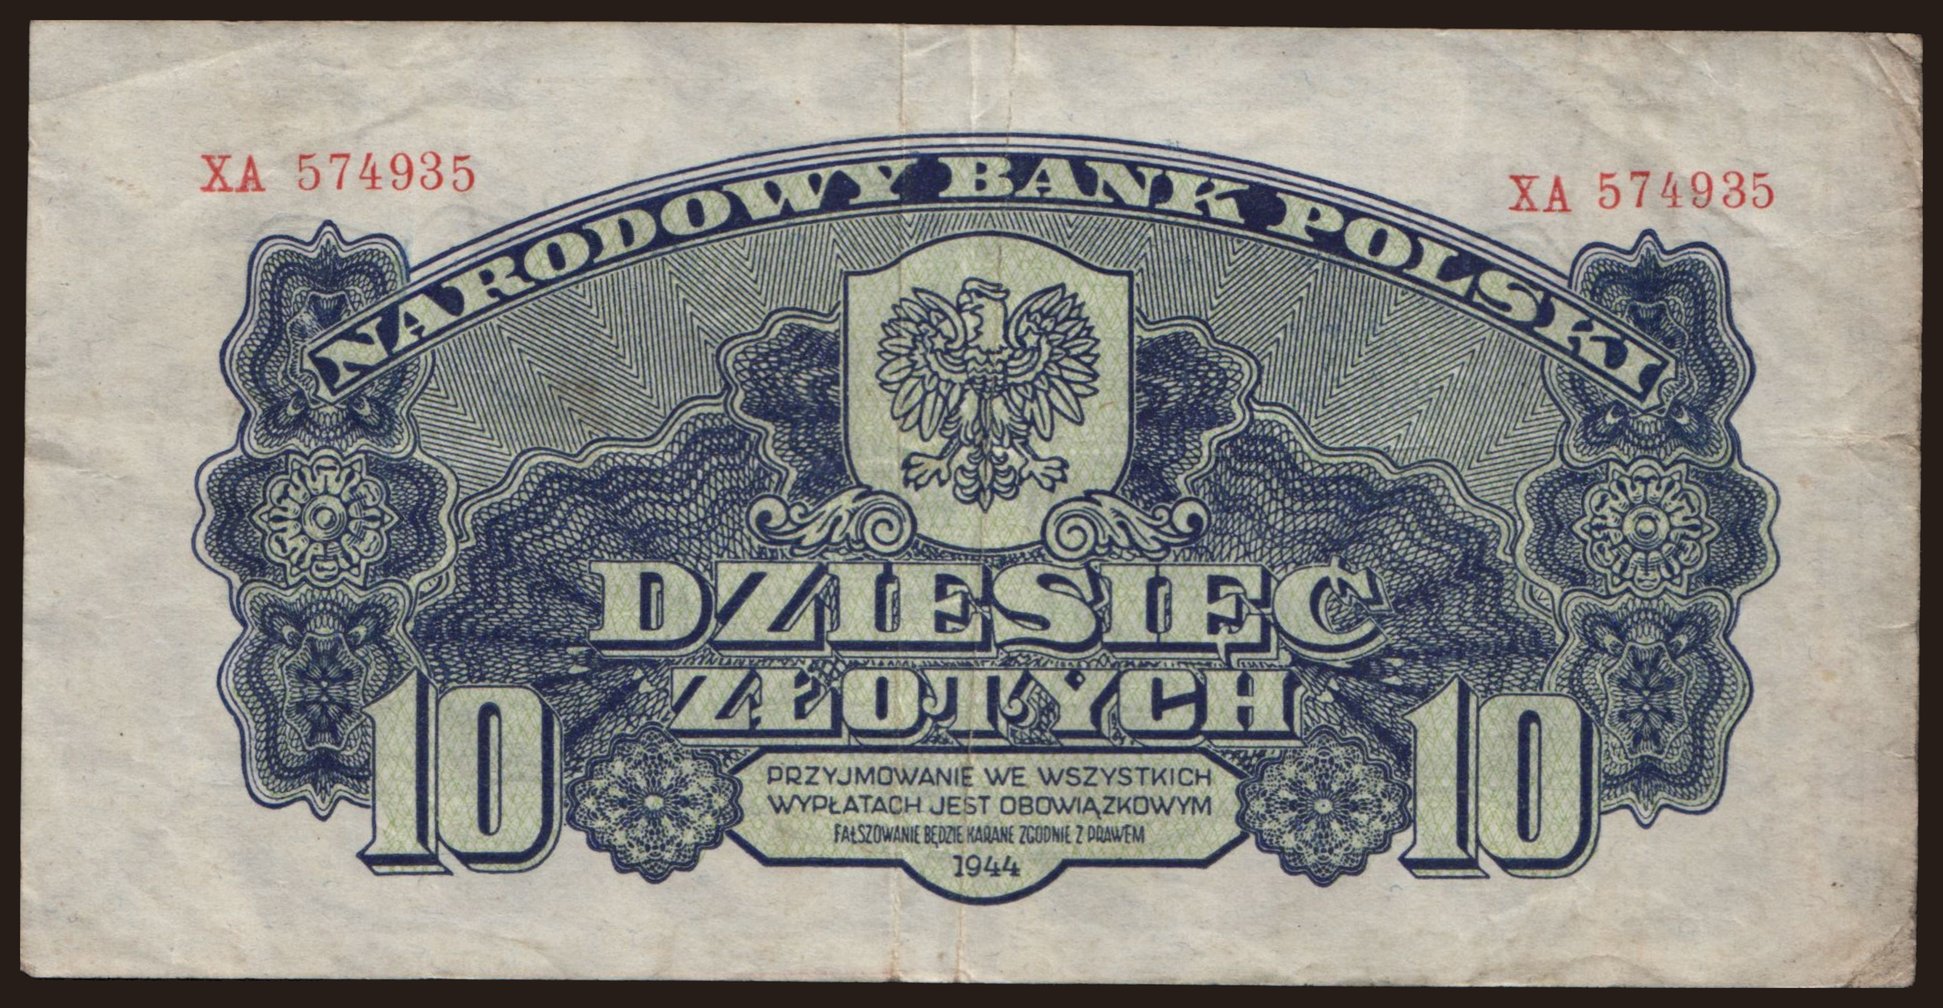 XA 574935
XA 574935
NARODOWY BANK POLSKI
DZIESIĘĆ
ZŁOTYCH
10
10
PRZYJMOWANIE WE WSZYSTKICH
WYPŁATACH JEST OBOWIĄZKOWYM
FAŁSZOWANIE BĘDZIE KARANE ZGODNIE Z PRAWEM
1944